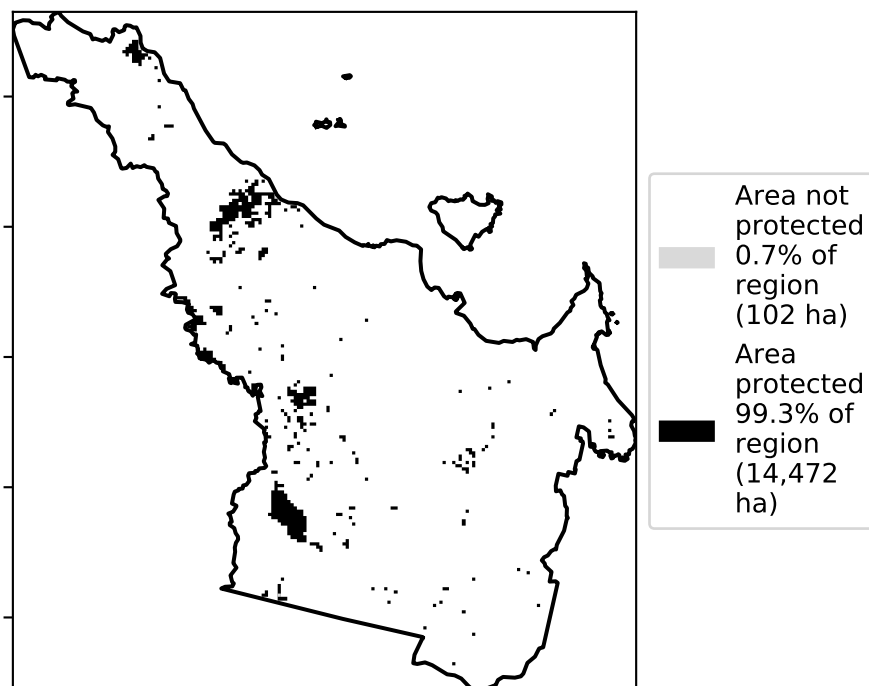 Area not
protected
0.7% of
region
(102 ha)
Area
protected
99.3% of
region
(14,472
ha)